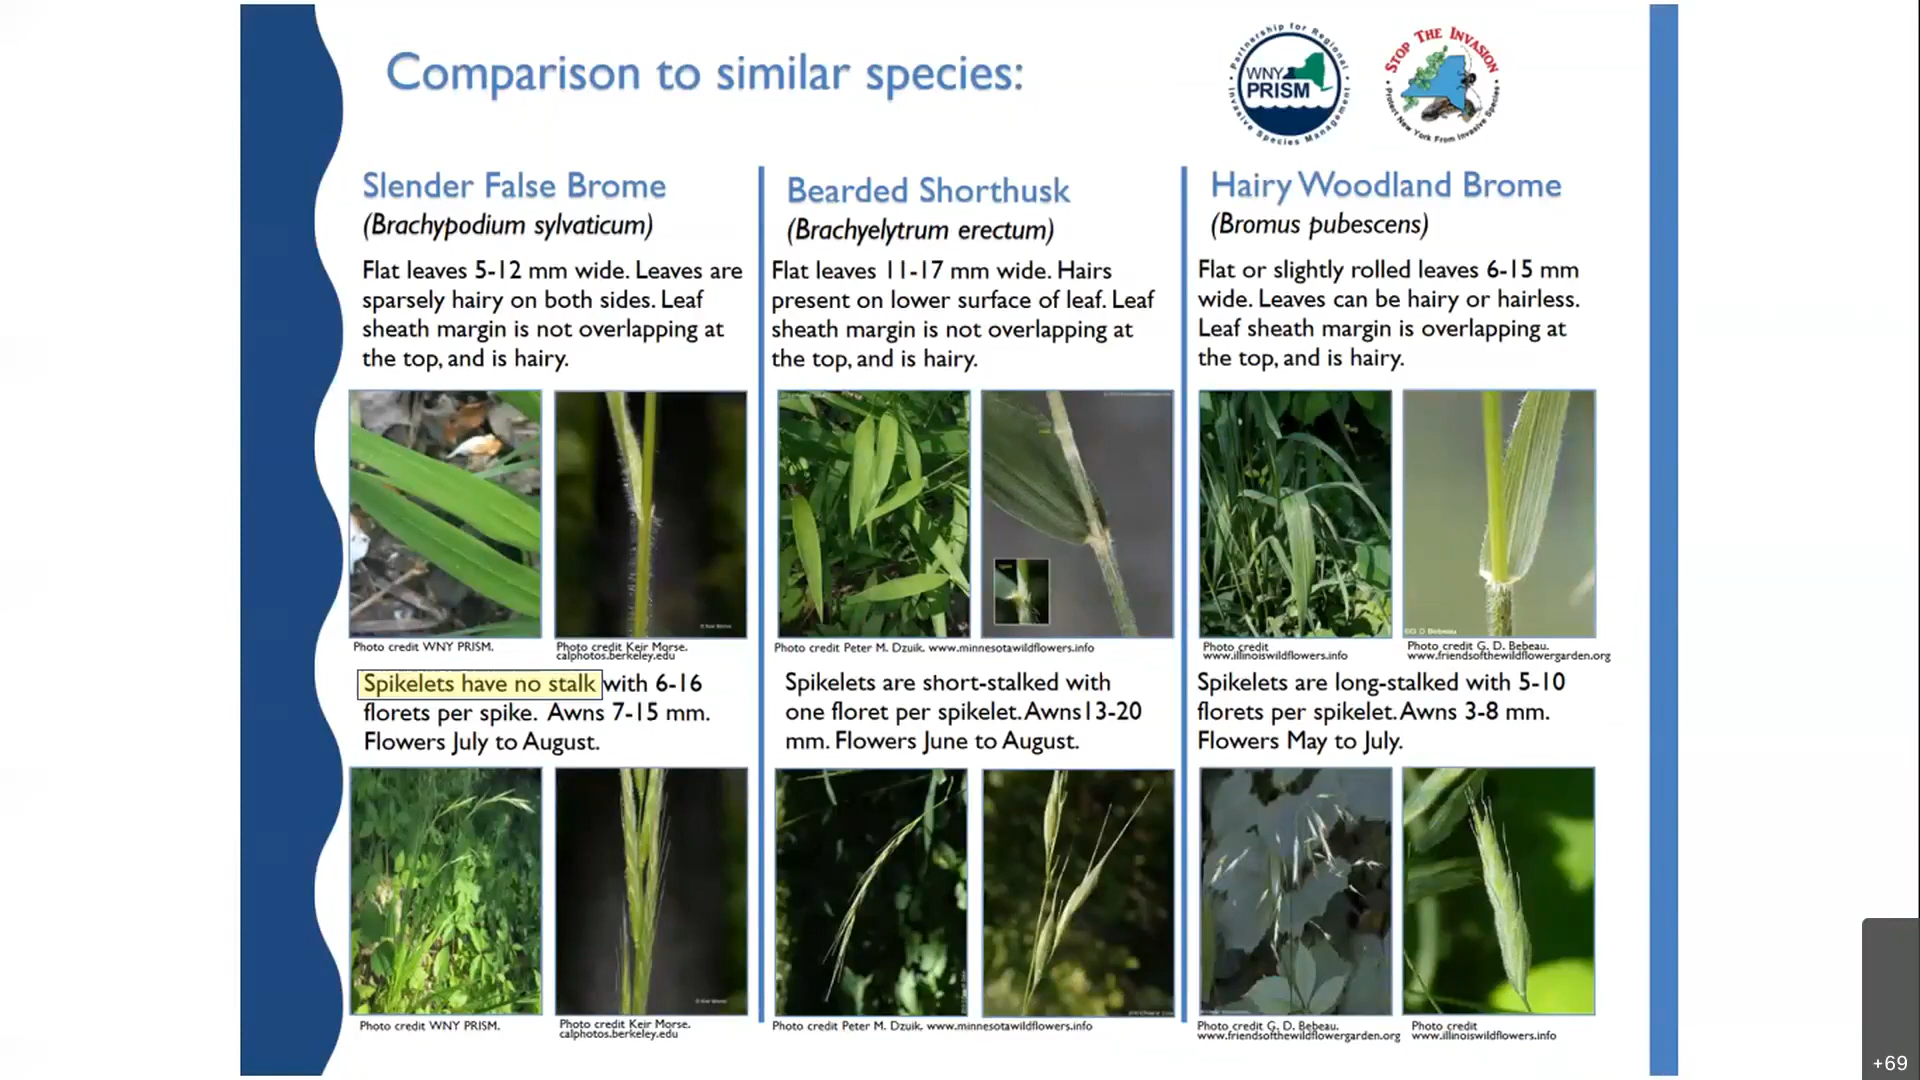 Comparison to similar species:
Partnership for Regional
WNY
PRISM
Invasive Species Management
STOP THE INVASION
Protect New York From Invasive Species
Slender False Brome
(Brachypodium sylvaticum)
Flat leaves 5-12 mm wide. Leaves are
sparsely hairy on both sides. Leaf
sheath margin is not overlapping at
the top, and is hairy.
Photo credit WNY PRISM.
Photo credit Keir Morse.
calphotos.berkeley.edu
Spikelets have no stalk with 6-16
florets per spike. Awns 7-15 mm.
Flowers July to August.
Photo credit WNY PRISM.
Photo credit Keir Morse.
calphotos.berkeley.edu
Bearded Shorthusk
(Brachyelytrum erectum)
Flat leaves 11-17 mm wide. Hairs
present on lower surface of leaf. Leaf
sheath margin is not overlapping at
the top, and is hairy.
Photo credit Peter M. Dzuik. www.minnesotawildflowers.info
Spikelets are short-stalked with
one floret per spikelet. Awns13-20
mm. Flowers June to August.
Photo credit Peter M. Dzuik. www.minnesotawildflowers.info
Hairy Woodland Brome
(Bromus pubescens)
Flat or slightly rolled leaves 6-15 mm
wide. Leaves can be hairy or hairless.
Leaf sheath margin is overlapping at
the top, and is hairy.
Photo credit
www.illinoiswildflowers.info
©G D Bebeau
Photo credit G. D. Bebeau.
www.friendsofthewildflowergarden.org
Spikelets are long-stalked with 5-10
florets per spikelet. Awns 3-8 mm.
Flowers May to July.
Photo credit G. D. Bebeau.
www.friendsofthewildflowergarden.org
Photo credit
www.illinoiswildflowers.info
+69